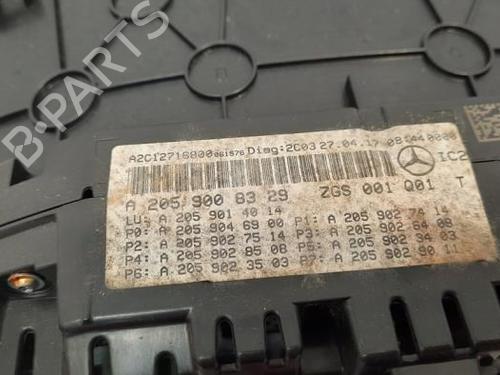 B-PARTS
A2C12716800061576 Diag:2C03 27.04.17 08
IC2
A 205 900 83 29 ZGS 001 Q01 T
LU: A 205 901 40 14
P0: A 205 904 69 00 P1: A 205 902 74 14
P2: A 205 902 75 14 P3: A 205 902 64 08
P4: A 205 902 85 08 P5: A 205 902 94 03
P6: A 205 902 35 03 P7: A 205 902 90 11